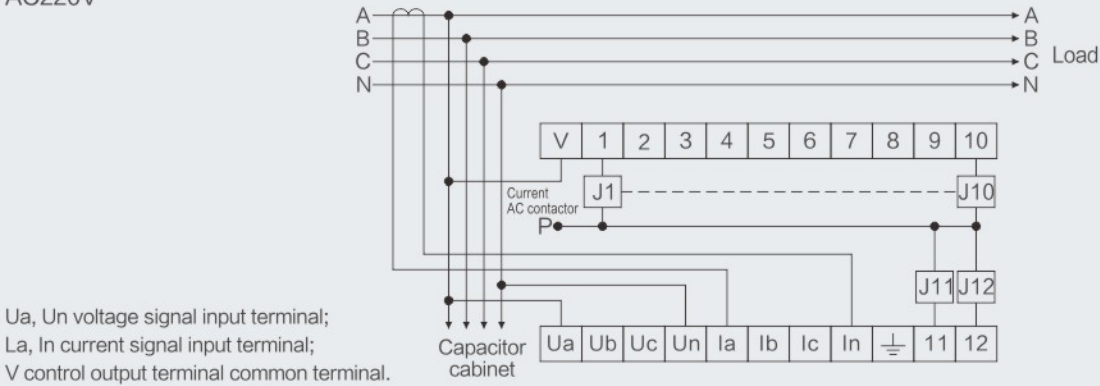 AC220V
A A
B B
C C Load
N N
V 1 2 3 4 5 6 7 8 9 10
Current
AC contactor
J1 J10
P
J11 J12
Ua, Un voltage signal input terminal;
La, In current signal input terminal;
V control output terminal common terminal.
Capacitor
cabinet
Ua Ub Uc Un Ia Ib Ic In 11 12